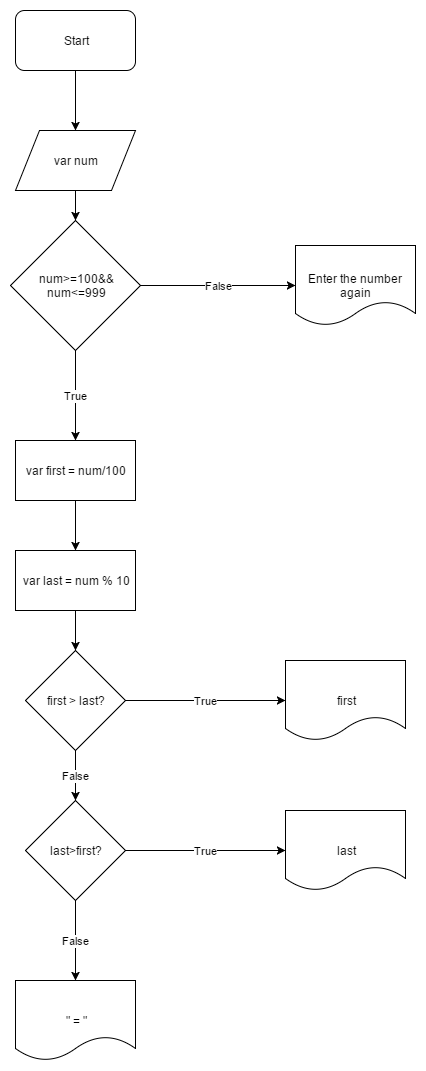 Start
var num
num>=100&&
num<=999
False
Enter the number
again
True
var first = num/100
var last = num % 10
first > last?
True
first
False
last>first?
True
last
False
" = "